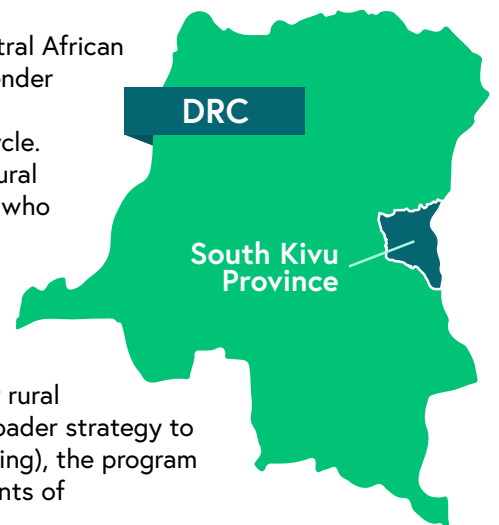 tral African
ender
DRC
rcle.
ural
who
South Kivu
Province
rural
oader strategy to
ing), the program
nts of